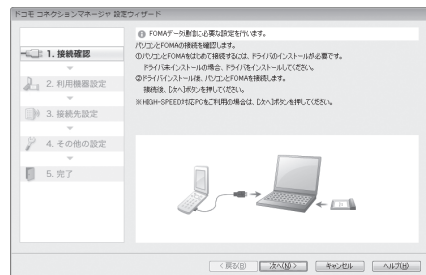 ドコモ コネクションマネージャ 設定ウィザード
1. 接続確認
2. 利用機器設定
3. 接続先設定
4. その他の設定
5. 完了
FOMAデータ通信に必要な設定を行います。
パソコンとFOMAの接続を確認します。
①パソコンとFOMAをはじめて接続するには、ドライバのインストールが必要です。
ドライバ未インストールの場合、ドライバをインストールしてください。
②ドライバインストール後、パソコンとFOMAを接続します。
接続後、[次へ]ボタンを押してください。
※HIGH-SPEED対応PCをご利用の場合は、[次へ]ボタンを押してください。
< 戻る(B)
次へ(N) >
キャンセル
ヘルプ(H)